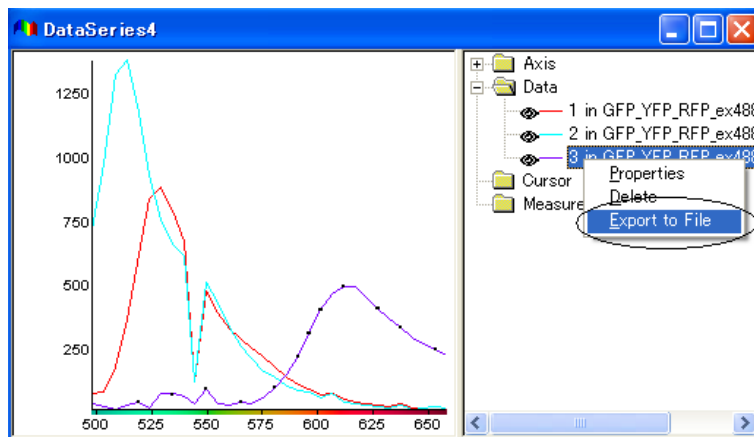 DataSeries4
1250
1000
750
500
250
500 525 550 575 600 625 650
Axis
Data
1 in GFP_YFP_RFP_ex488
2 in GFP_YFP_RFP_ex488
3 in GFP_YFP_RFP_ex488
Cursor
Measure
Properties
Delete
Export to File